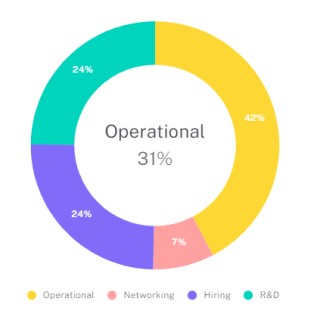 24%
42%
Operational
31%
24%
7%
Operational Networking Hiring R&D